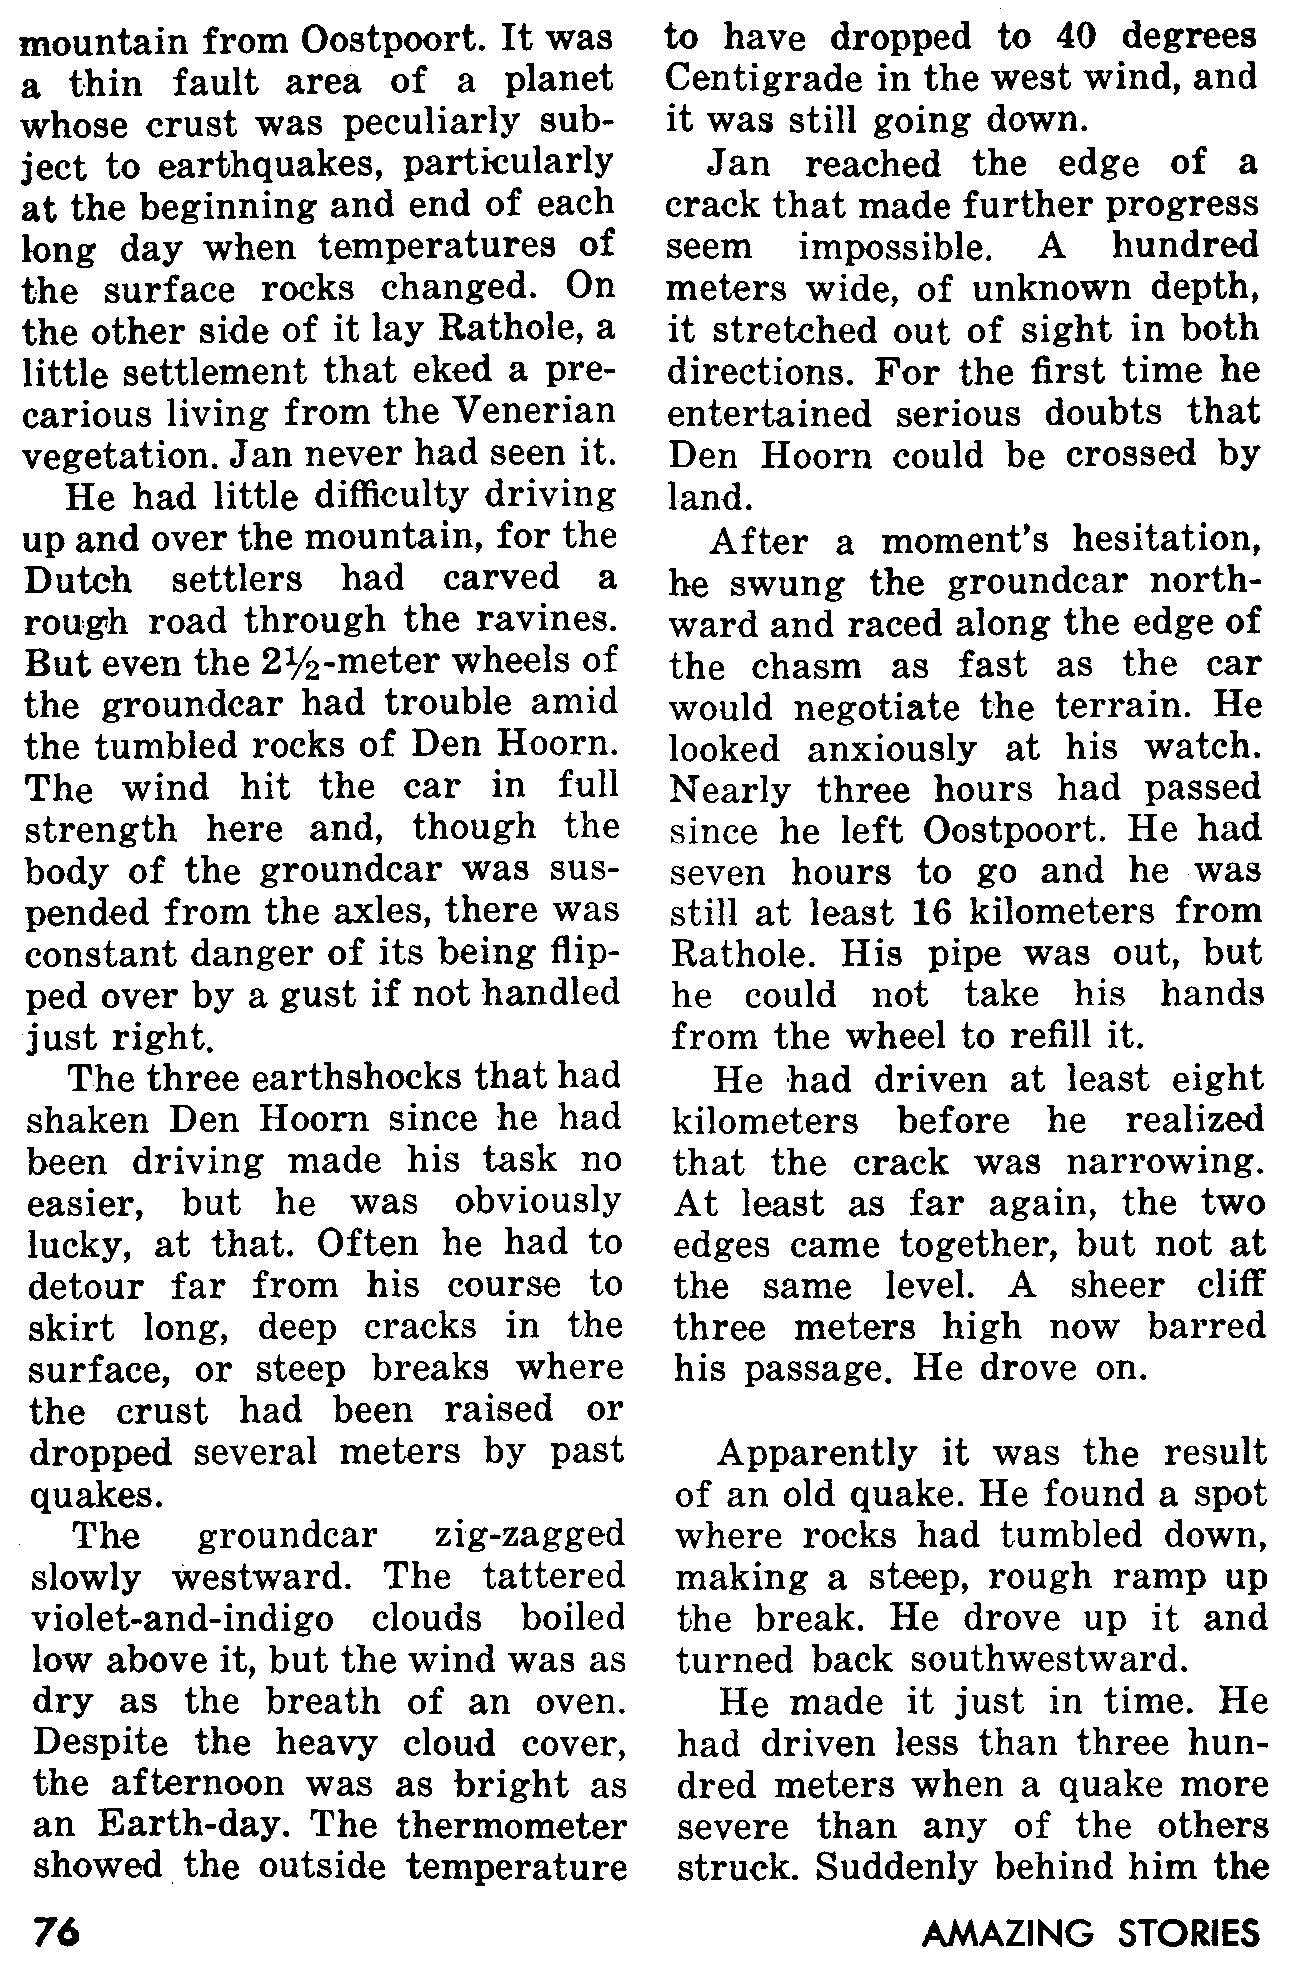 mountain from Oostpoort. It was
a thin fault area of a planet
whose crust was peculiarly sub-
ject to earthquakes, particularly
at the beginning and end of each
long day when temperatures of
the surface rocks changed. On
the other side of it lay Rathole, a
little settlement that eked a pre-
carious living from the Venerian
vegetation. Jan never had seen it.
He had little difficulty driving
up and over the mountain, for the
Dutch settlers had carved a
rough road through the ravines.
But even the 2½-meter wheels of
the groundcar had trouble amid
the tumbled rocks of Den Hoorn.
The wind hit the car in full
strength here and, though the
body of the groundcar was sus-
pended from the axles, there was
constant danger of its being flip-
ped over by a gust if not handled
just right.
The three earthshocks that had
shaken Den Hoorn since he had
been driving made his task no
easier, but he was obviously
lucky, at that. Often he had to
detour far from his course to
skirt long, deep cracks in the
surface, or steep breaks where
the crust had been raised or
dropped several meters by past
quakes.
The groundcar zig-zagged
slowly westward. The tattered
violet-and-indigo clouds boiled
low above it, but the wind was as
dry as the breath of an oven.
Despite the heavy cloud cover,
the afternoon was as bright as
an Earth-day. The thermometer
showed the outside temperature
to have dropped to 40 degrees
Centigrade in the west wind, and
it was still going down.
Jan reached the edge of a
crack that made further progress
seem impossible. A hundred
meters wide, of unknown depth,
it stretched out of sight in both
directions. For the first time he
entertained serious doubts that
Den Hoorn could be crossed by
land.
After a moment's hesitation,
he swung the groundcar north-
ward and raced along the edge of
the chasm as fast as the car
would negotiate the terrain. He
looked anxiously at his watch.
Nearly three hours had passed
since he left Oostpoort. He had
seven hours to go and he was
still at least 16 kilometers from
Rathole. His pipe was out, but
he could not take his hands
from the wheel to refill it.
He had driven at least eight
kilometers before he realized
that the crack was narrowing.
At least as far again, the two
edges came together, but not at
the same level. A sheer cliff
three meters high now barred
his passage. He drove on.
Apparently it was the result
of an old quake. He found a spot
where rocks had tumbled down,
making a steep, rough ramp up
the break. He drove up it and
turned back southwestward.
He made it just in time. He
had driven less than three hun-
dred meters when a quake more
severe than any of the others
struck. Suddenly behind him the
76
AMAZING STORIES